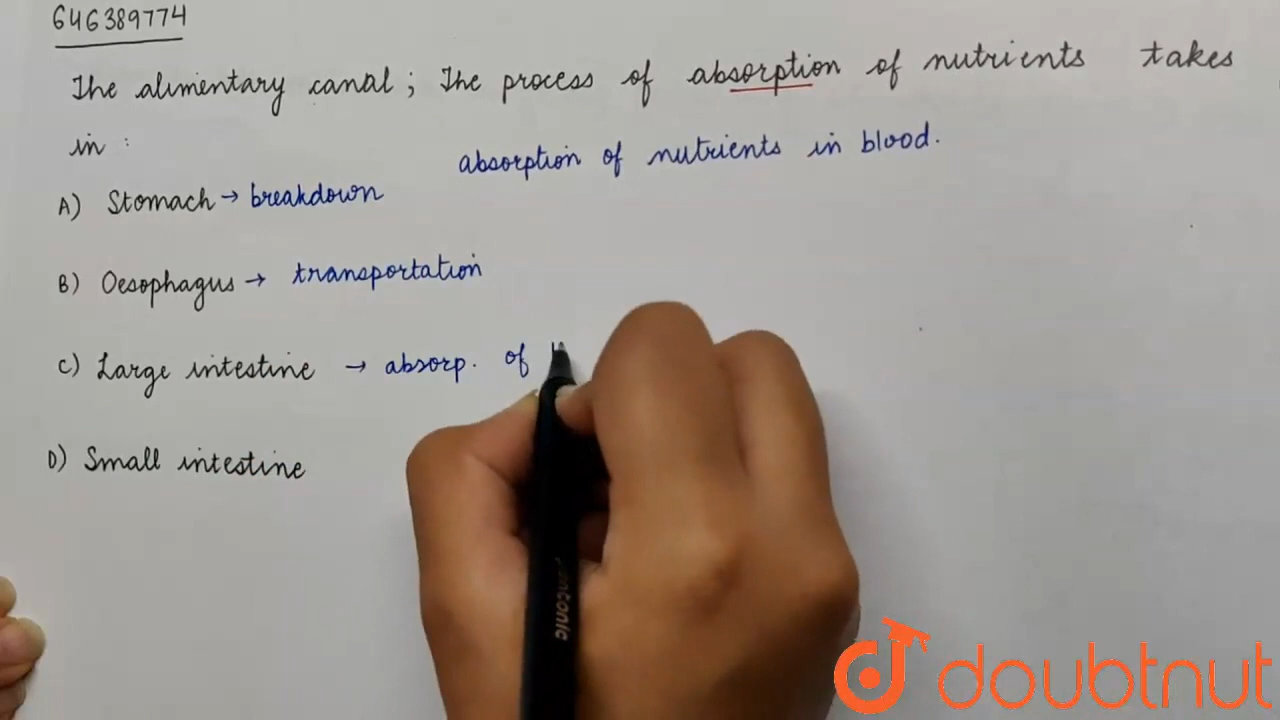 646389774
The alimentary canal ; The process of absorption of nutrients takes
in :
absorption of nutrients in blood.
A) Stomach → breakdown
B) Oesophagus → transportation
C) Large intestine → absorp. of
D) Small intestine
doubtnut